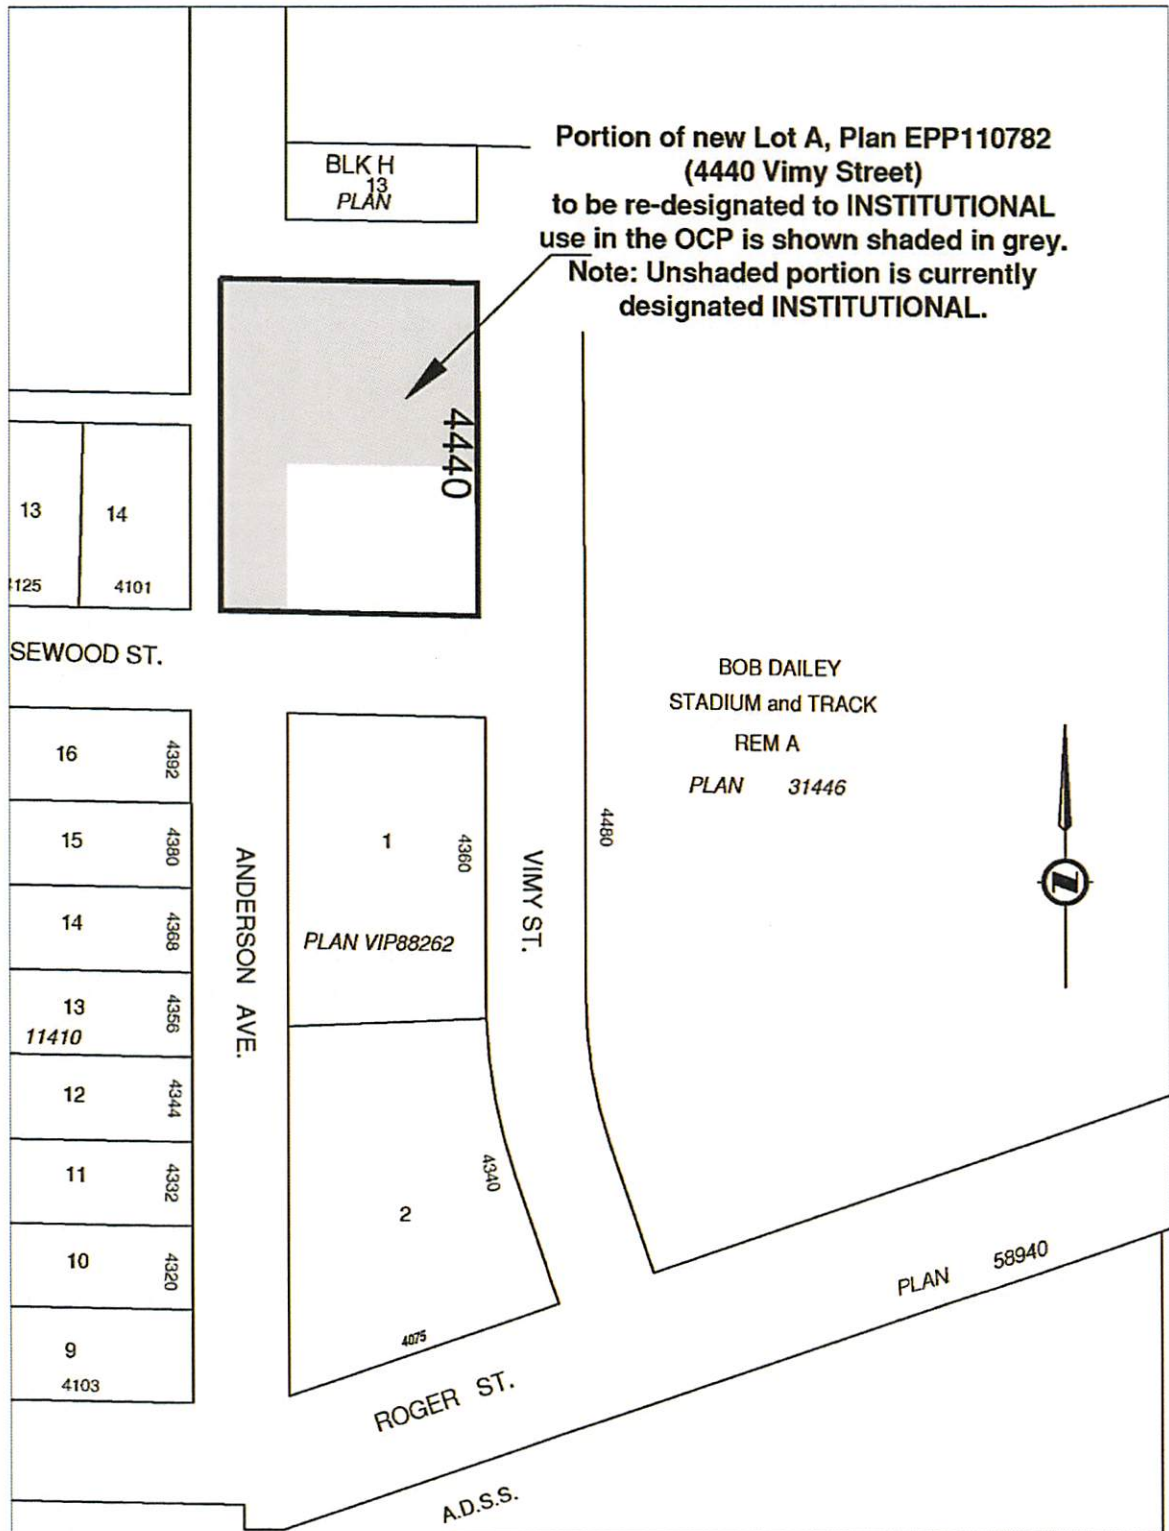 Portion of new Lot A, Plan EPP110782
(4440 Vimy Street)
to be re-designated to INSTITUTIONAL
use in the OCP is shown shaded in grey.
Note: Unshaded portion is currently
designated INSTITUTIONAL.
BLK H
13
PLAN
4440
13
14
4101
SEWOOD ST.
BOB DAILEY
STADIUM and TRACK
REM A
PLAN 31446
16
4392
15
4380
14
4368
13
4356
11410
12
4344
11
4332
10
4320
9
4103
ANDERSON AVE.
1
4360
PLAN VIP88262
VIMY ST.
4480
2
4340
4075
ROGER ST.
PLAN 58940
A.D.S.S.